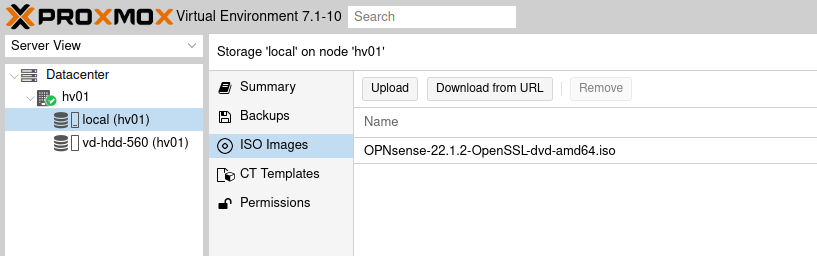 PROXMOX Virtual Environment 7.1-10 Search
Server View
Datacenter
hv01
local (hv01)
vd-hdd-560 (hv01)
Storage 'local' on node 'hv01'
Summary
Backups
ISO Images
CT Templates
Permissions
Upload Download from URL Remove
Name
OPNsense-22.1.2-OpenSSL-dvd-amd64.iso